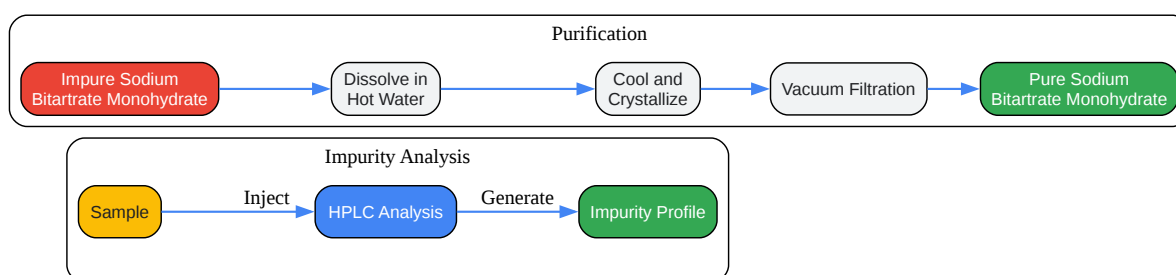 Purification
Impure Sodium
Bitartrate Monohydrate
Dissolve in
Hot Water
Cool and
Crystallize
Vacuum Filtration
Pure Sodium
Bitartrate Monohydrate
Impurity Analysis
Sample
Inject
HPLC Analysis
Generate
Impurity Profile